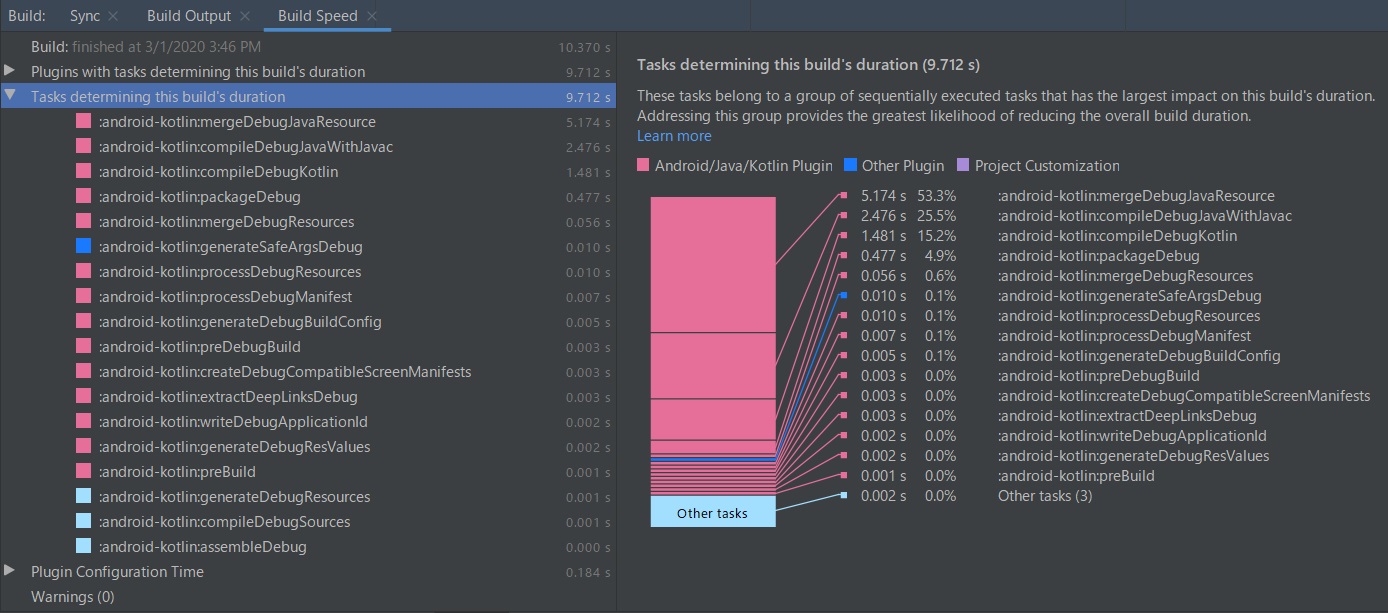 Build: Sync Build Output Build Speed
Build: finished at 3/1/2020 3:46 PM 10.370 s
Plugins with tasks determining this build's duration 9.712 s
Tasks determining this build's duration 9.712 s
:android-kotlin:mergeDebugJavaResource 5.174 s
:android-kotlin:compileDebugJavaWithJavac 2.476 s
:android-kotlin:compileDebugKotlin 1.481 s
:android-kotlin:packageDebug 0.477 s
:android-kotlin:mergeDebugResources 0.056 s
:android-kotlin:generateSafeArgsDebug 0.010 s
:android-kotlin:processDebugResources 0.010 s
:android-kotlin:processDebugManifest 0.007 s
:android-kotlin:generateDebugBuildConfig 0.005 s
:android-kotlin:preDebugBuild 0.003 s
:android-kotlin:createDebugCompatibleScreenManifests 0.003 s
:android-kotlin:extractDeepLinksDebug 0.003 s
:android-kotlin:writeDebugApplicationId 0.002 s
:android-kotlin:generateDebugResValues 0.002 s
:android-kotlin:preBuild 0.001 s
:android-kotlin:generateDebugResources 0.001 s
:android-kotlin:compileDebugSources 0.001 s
:android-kotlin:assembleDebug 0.000 s
Plugin Configuration Time 0.184 s
Warnings (0)
Tasks determining this build's duration (9.712 s)
These tasks belong to a group of sequentially executed tasks that has the largest impact on this build's duration.
Addressing this group provides the greatest likelihood of reducing the overall build duration.
Learn more
Android/Java/Kotlin Plugin Other Plugin Project Customization
5.174 s 53.3% :android-kotlin:mergeDebugJavaResource
2.476 s 25.5% :android-kotlin:compileDebugJavaWithJavac
1.481 s 15.2% :android-kotlin:compileDebugKotlin
0.477 s 4.9% :android-kotlin:packageDebug
0.056 s 0.6% :android-kotlin:mergeDebugResources
0.010 s 0.1% :android-kotlin:generateSafeArgsDebug
0.010 s 0.1% :android-kotlin:processDebugResources
0.007 s 0.1% :android-kotlin:processDebugManifest
0.005 s 0.1% :android-kotlin:generateDebugBuildConfig
0.003 s 0.0% :android-kotlin:preDebugBuild
0.003 s 0.0% :android-kotlin:createDebugCompatibleScreenManifests
0.003 s 0.0% :android-kotlin:extractDeepLinksDebug
0.002 s 0.0% :android-kotlin:writeDebugApplicationId
0.002 s 0.0% :android-kotlin:generateDebugResValues
0.001 s 0.0% :android-kotlin:preBuild
0.002 s 0.0% Other tasks (3)
Other tasks